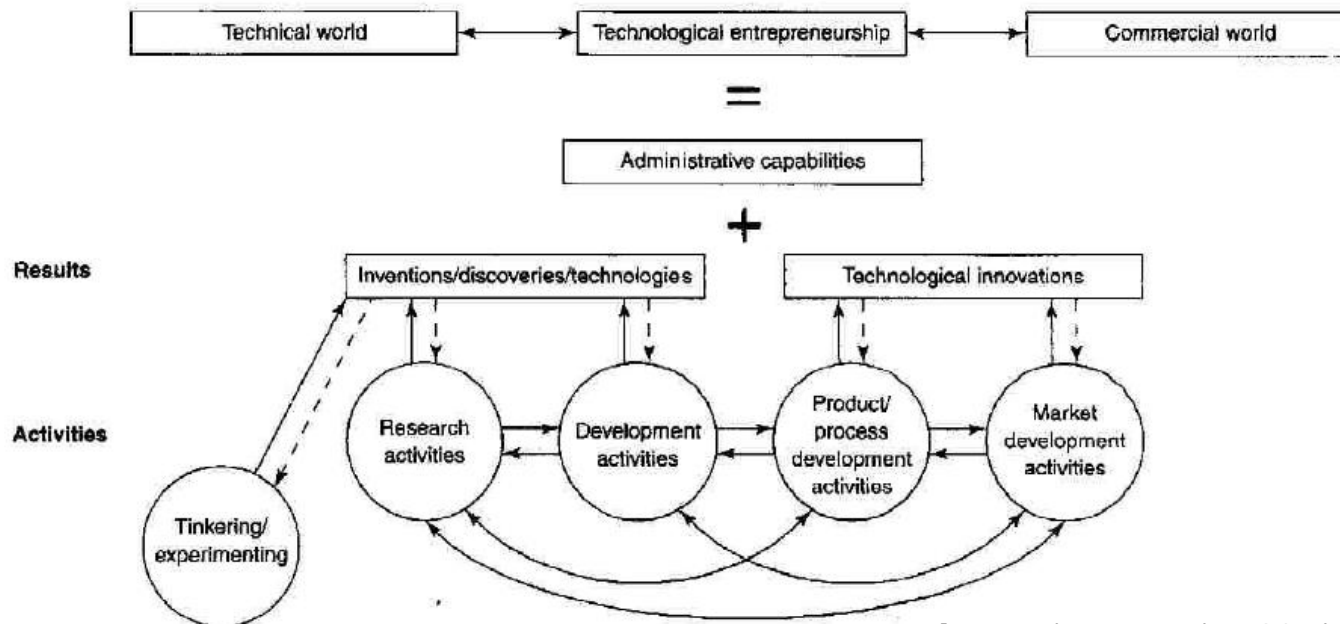 Technical world
Technological entrepreneurship
Commercial world
=
Administrative capabilities
+
Results
Inventions/discoveries/technologies
Technological innovations
Activities
Research
activities
Development
activities
Product/
process
development
activities
Market
development
activities
Tinkering/
experimenting